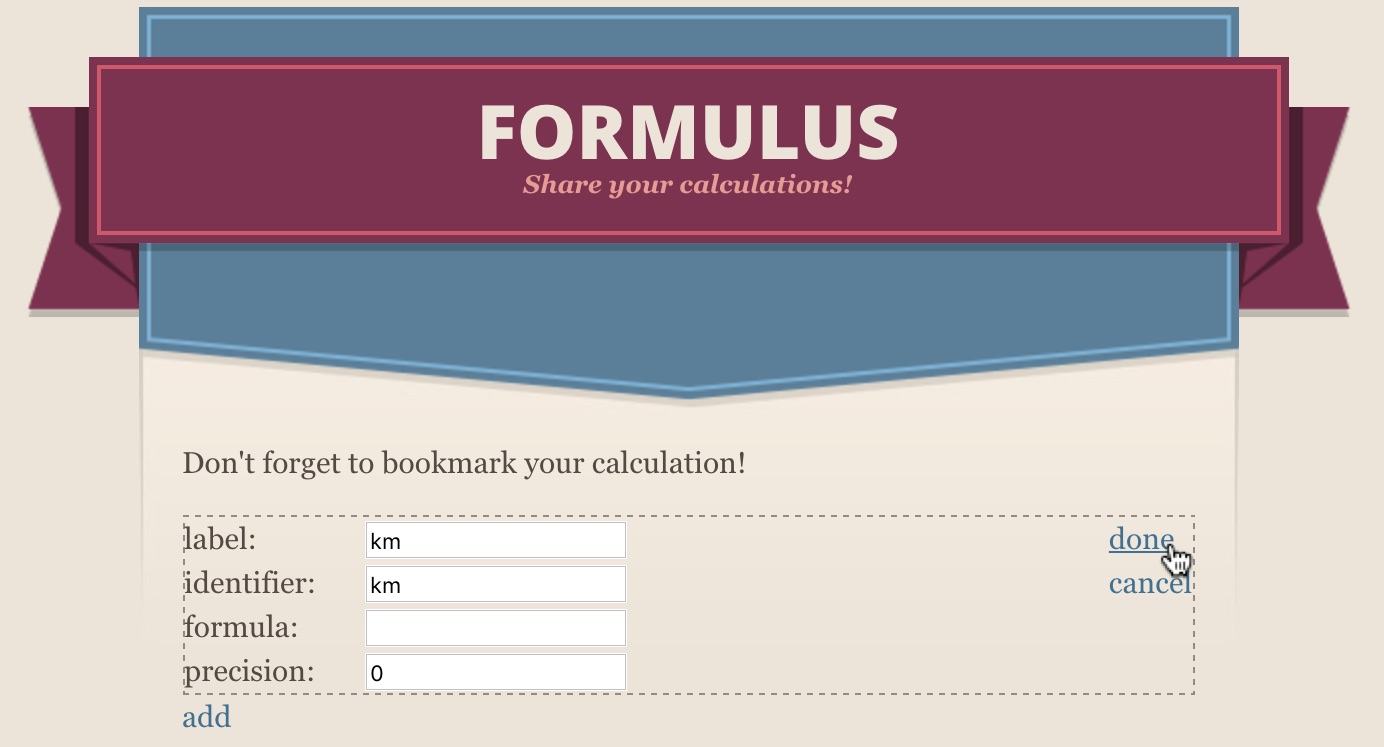 FORMULUS
Share your calculations!
Don't forget to bookmark your calculation!
label: km done
identifier: km cancel
formula:
precision: 0
add